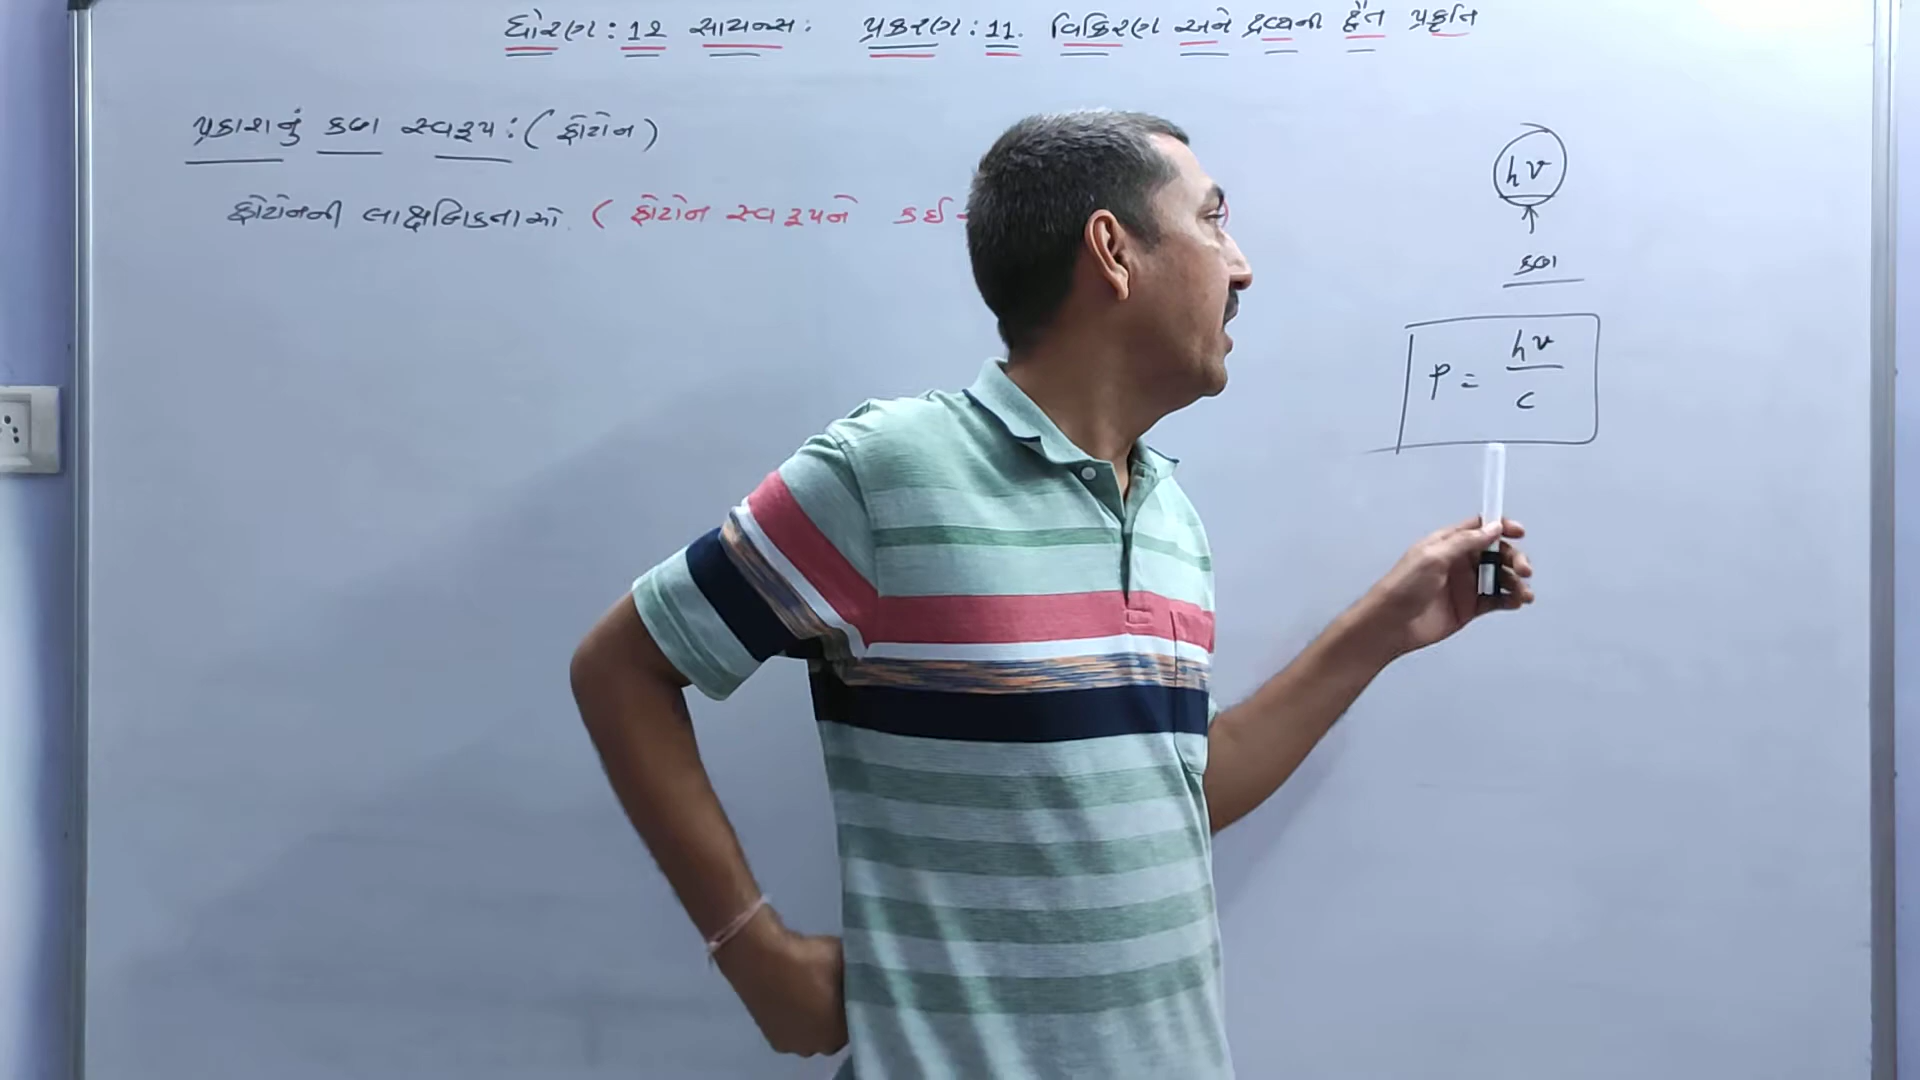 ધોરણ : 12 સાયન્સ. પ્રકરણ : 11. વિકિરણ અને દ્રવ્યની દ્વૈત પ્રકૃતિ
પ્રકાશનું કણ સ્વરૂપ : ( ફોટોન )
hν
ફોટોનની લાક્ષણિકતાઓ. ( ફોટોન સ્વરૂપને કઈ )
કણ
P = hν / c